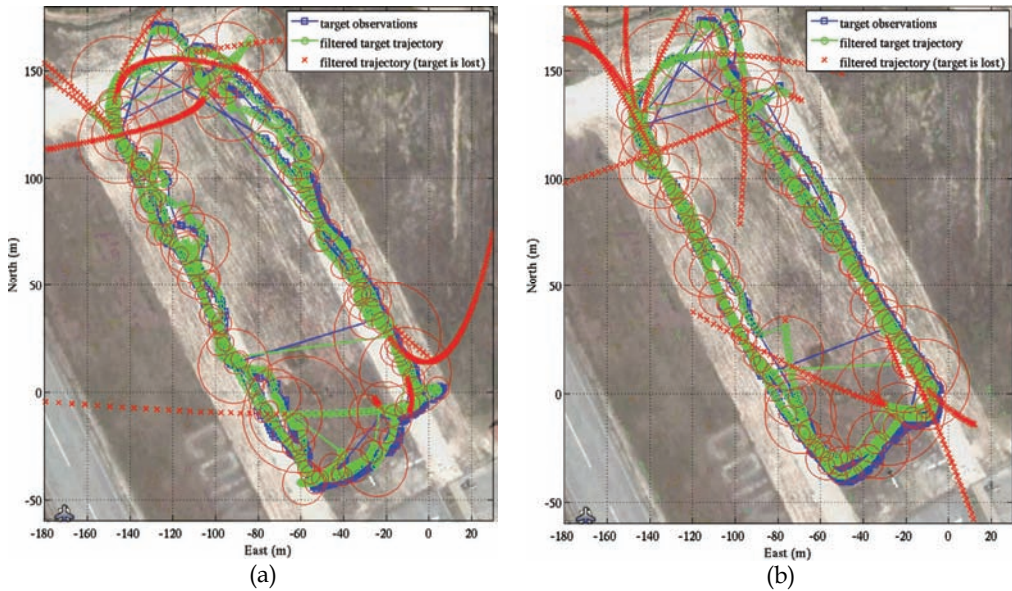 target observations
filtered target trajectory
filtered trajectory (target is lost)
150
100
50
0
-50
North (m)
-180 -160 -140 -120 -100 -80 -60 -40 -20 0 20
East (m)
(a)
target observations
filtered target trajectory
filtered trajectory (target is lost)
150
100
50
0
-50
North (m)
-180 -160 -140 -120 -100 -80 -60 -40 -20 0 20
East (m)
(b)